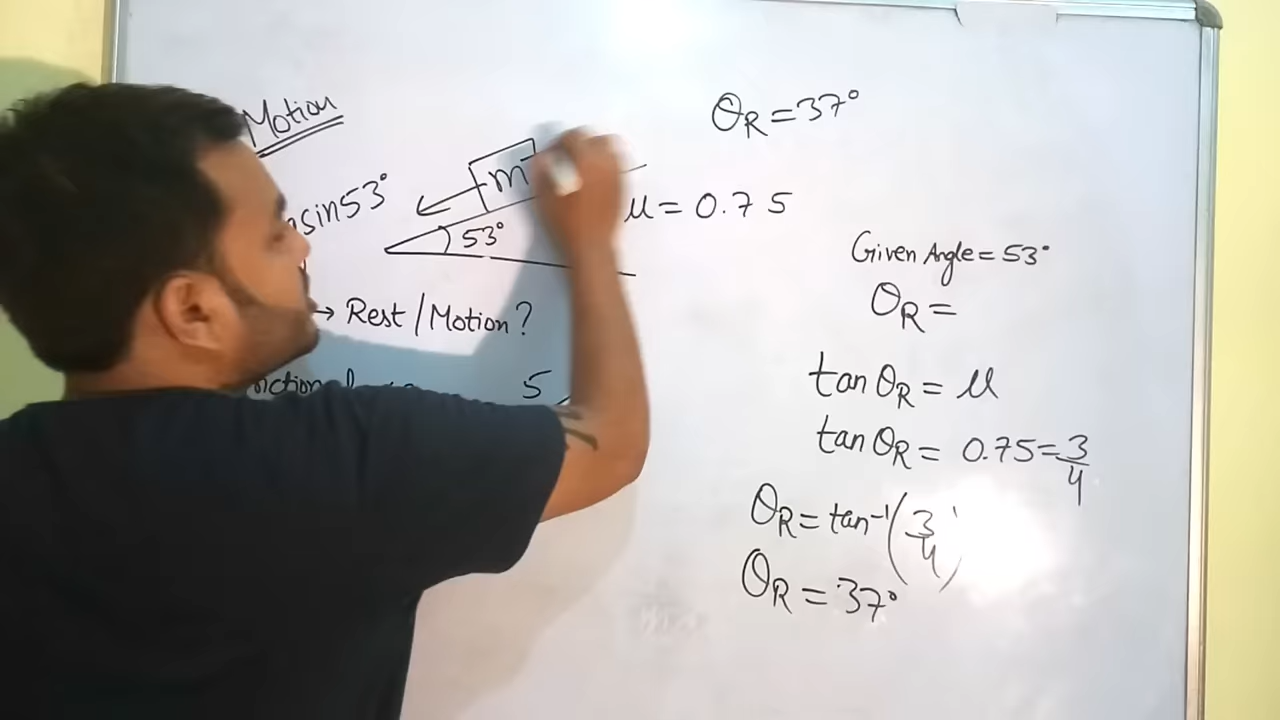 Motion
sin53°
m
53°
→ Rest/Motion?
5
θR = 37°
μ = 0.75
Given Angle = 53°
θR =
tan θR = μ
tan θR = 0.75 = 3/4
θR = tan⁻¹(3/4)
θR = 37°